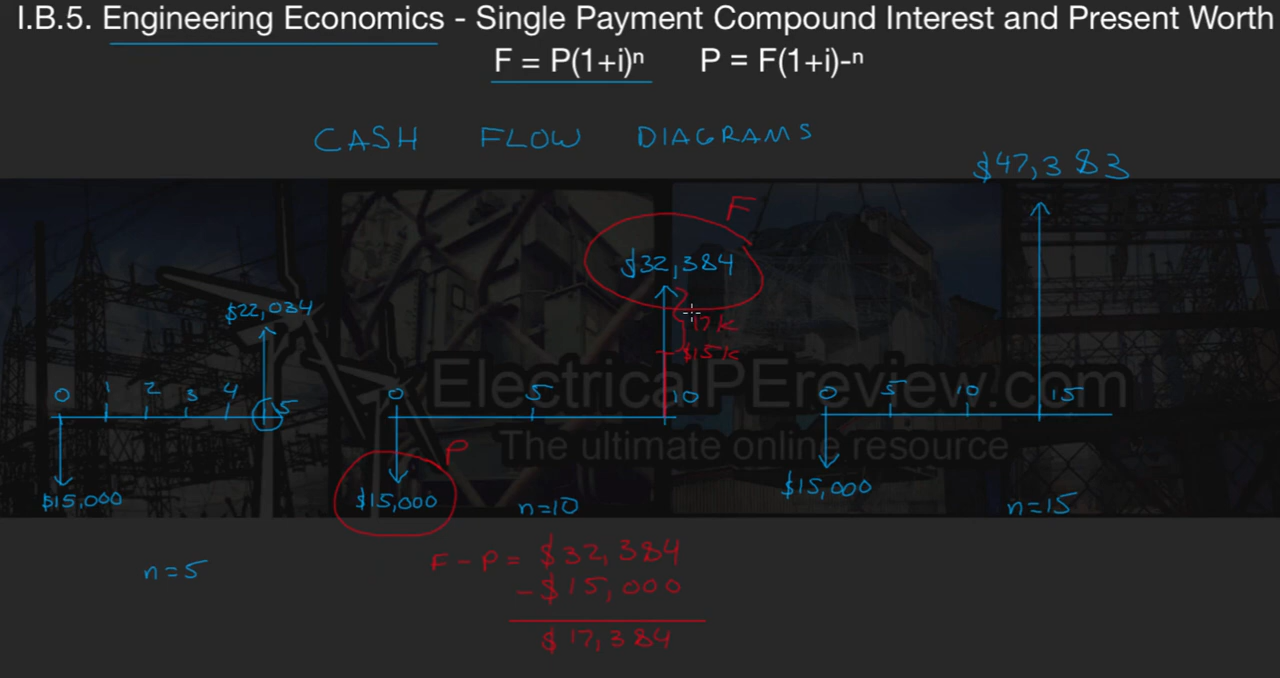 I.B.5. Engineering Economics - Single Payment Compound Interest and Present Worth
F = P(1+i)ⁿ P = F(1+i)-ⁿ
CASH FLOW DIAGRAMS
$47,383
F
$32,384
$22,034
17k
$15k
0 1 2 3 4 5
0 5 10
0 5 10 15
ElectricalPEreview.com
The ultimate online resource
P
$15,000
$15,000
$15,000
n=10
n=15
n=5
F - P = $32,384
- $15,000
$17,384